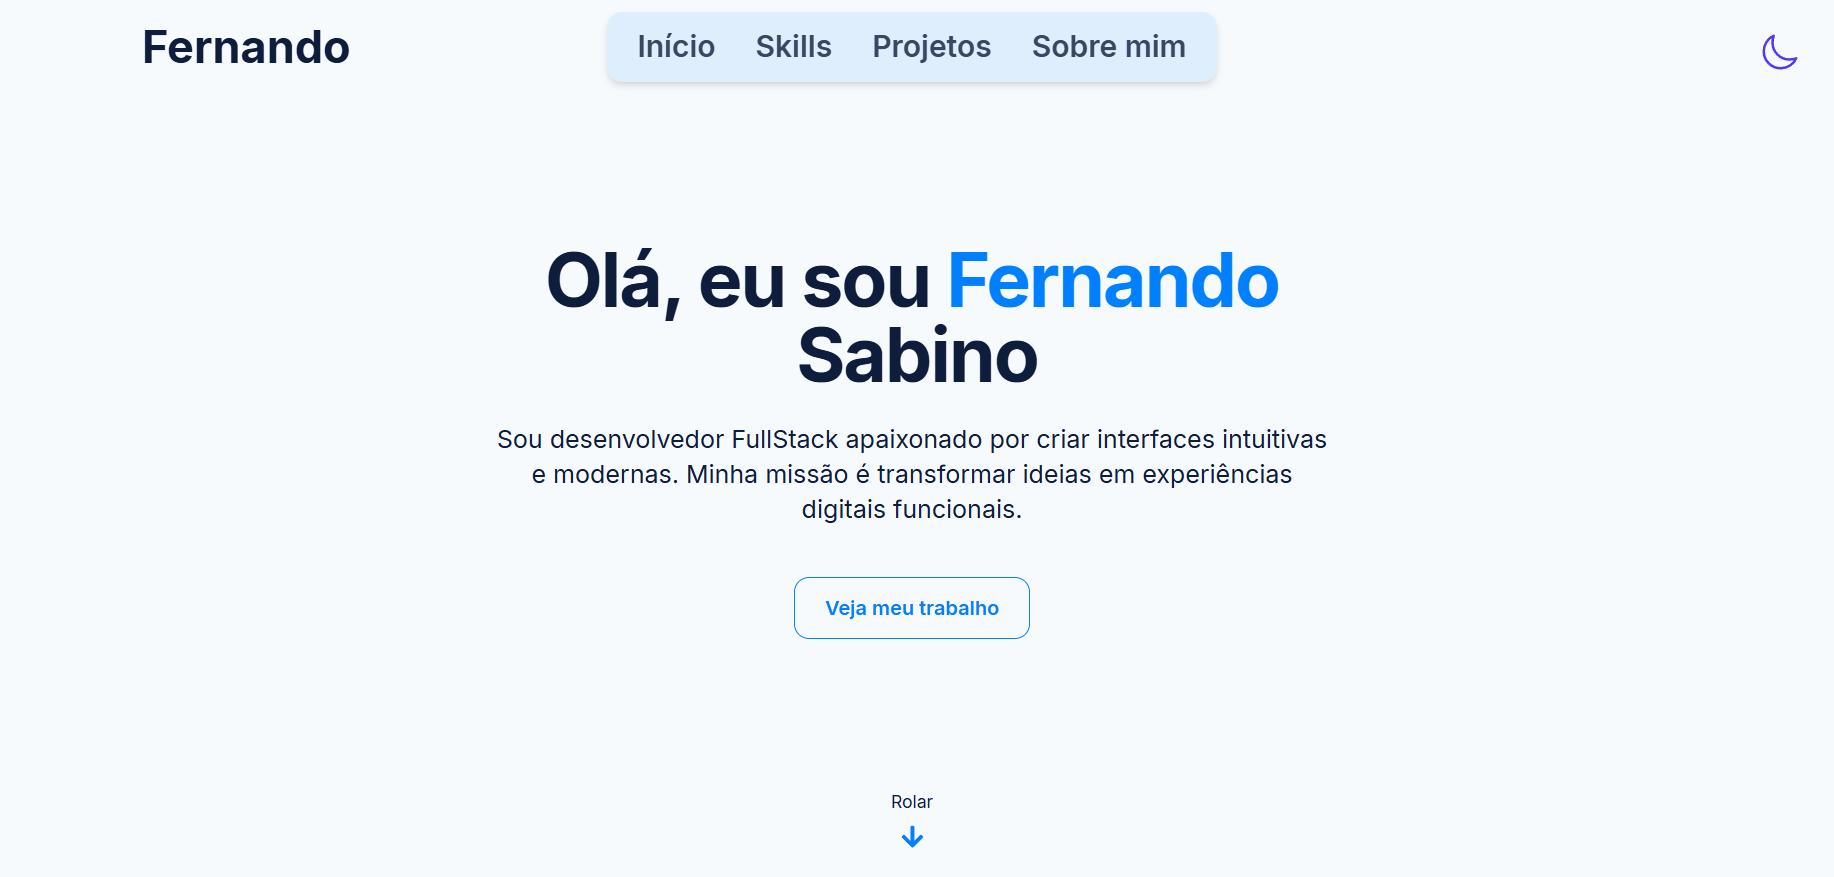 Fernando
Início Skills Projetos Sobre mim
Olá, eu sou Fernando
Sabino
Sou desenvolvedor FullStack apaixonado por criar interfaces intuitivas
e modernas. Minha missão é transformar ideias em experiências
digitais funcionais.
Veja meu trabalho
Rolar